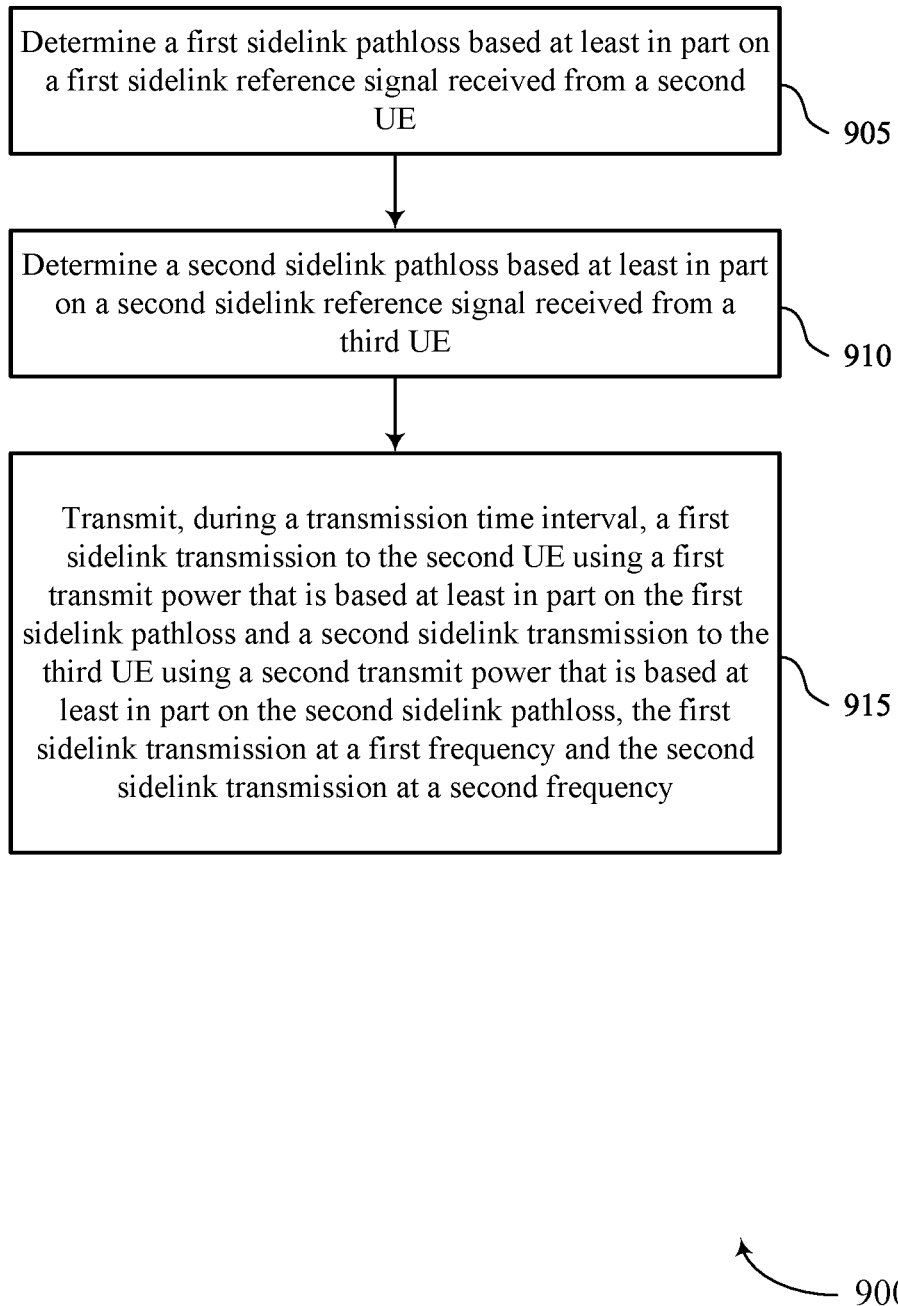 Determine a first sidelink pathloss based at least in part on
a first sidelink reference signal received from a second
UE
905
Determine a second sidelink pathloss based at least in part
on a second sidelink reference signal received from a
third UE
910
Transmit, during a transmission time interval, a first
sidelink transmission to the second UE using a first
transmit power that is based at least in part on the first
sidelink pathloss and a second sidelink transmission to the
third UE using a second transmit power that is based at
least in part on the second sidelink pathloss, the first
sidelink transmission at a first frequency and the second
sidelink transmission at a second frequency
915
900